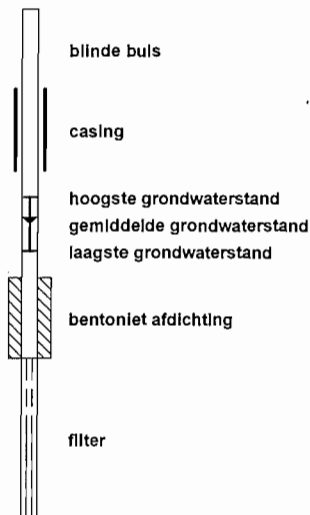 blinde buis
casing
hoogste grondwaterstand
gemiddelde grondwaterstand
laagste grondwaterstand
bentoniet afdichting
filter